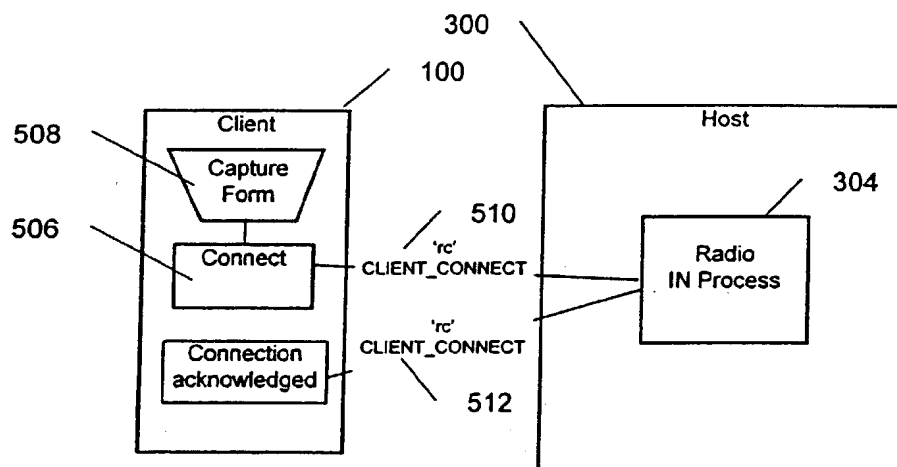 300
100
Client
Host
508
Capture
Form
304
510
506
Connect
'rc'
CLIENT_CONNECT
Radio
IN Process
'rc'
CLIENT_CONNECT
Connection
acknowledged
512